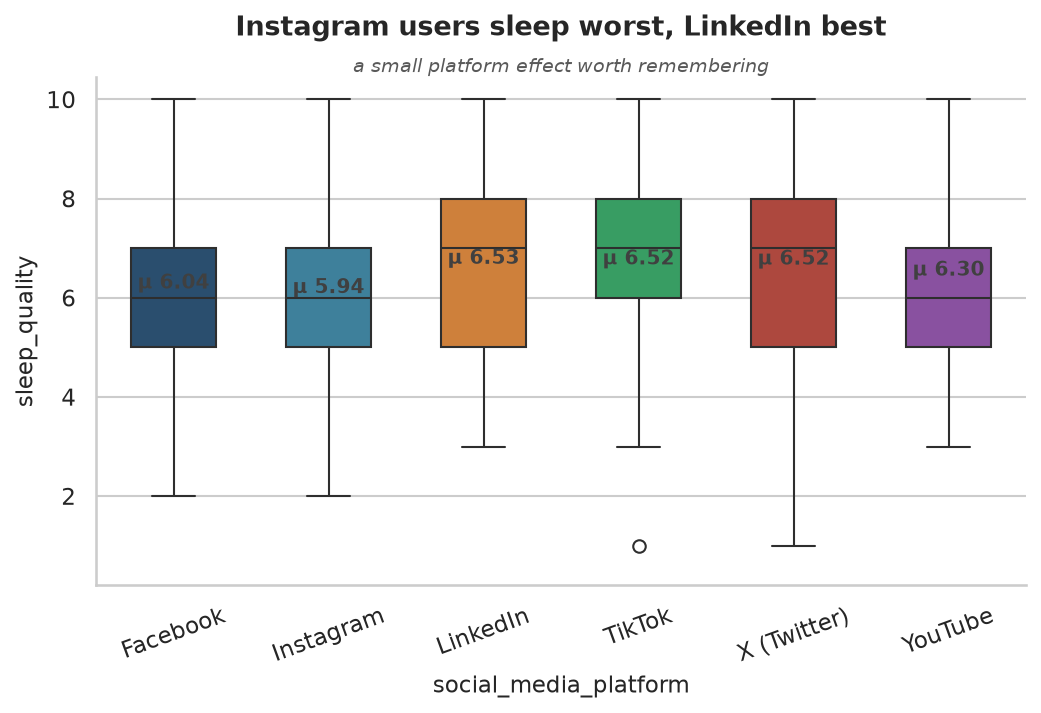 Instagram users sleep worst, LinkedIn best
a small platform effect worth remembering
sleep_quality
10
8
6
4
2
μ 6.04
μ 5.94
μ 6.53
μ 6.52
μ 6.52
μ 6.30
Facebook
Instagram
LinkedIn
TikTok
X (Twitter)
YouTube
social_media_platform